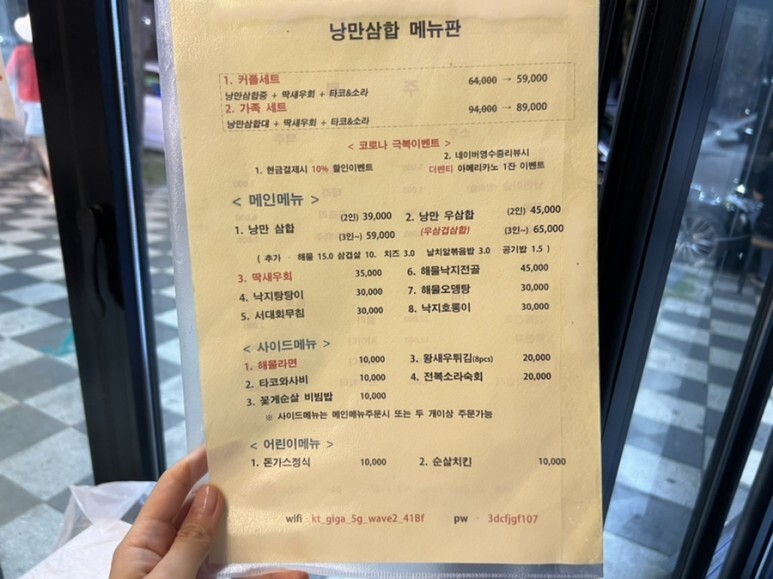 낭만삼합 메뉴판
1. 커플세트 64,000 → 59,000
낭만삼합중 + 딱새우회 + 타코&소라
2. 가족 세트 94,000 → 89,000
낭만삼합대 + 딱새우회 + 타코&소라
< 코로나 극복이벤트 >
1. 현금결제시 10% 할인이벤트
2. 네이버영수증리뷰시
더벤티 아메리카노 1잔 이벤트
< 메인메뉴 >
1. 낭만 삼합 (2인) 39,000
(3인~) 59,000
2. 낭만 우삼합 (2인) 45,000
(우삼겹삼합) (3인~) 65,000
( 추가 · 해물 15.0 삼겹살 10. 치즈 3.0 날치알볶음밥 3.0 공기밥 1.5 )
3. 딱새우회 35,000
4. 낙지탕탕이 30,000
5. 서대회무침 30,000
6. 해물낙지전골 45,000
7. 해물오뎅탕 30,000
8. 낙지호롱이 30,000
< 사이드메뉴 >
1. 해물라면 10,000
2. 타코와사비 10,000
3. 꽃게순살 비빔밥 10,000
3. 왕새우튀김(8pcs) 20,000
4. 전복소라숙회 20,000
※ 사이드메뉴는 메인메뉴주문시 또는 두 개이상 주문가능
< 어린이메뉴 >
1. 돈가스정식 10,000
2. 순살치킨 10,000
wifi · kt_giga_5g_wave2_41Bf pw · 3dcfjgf107